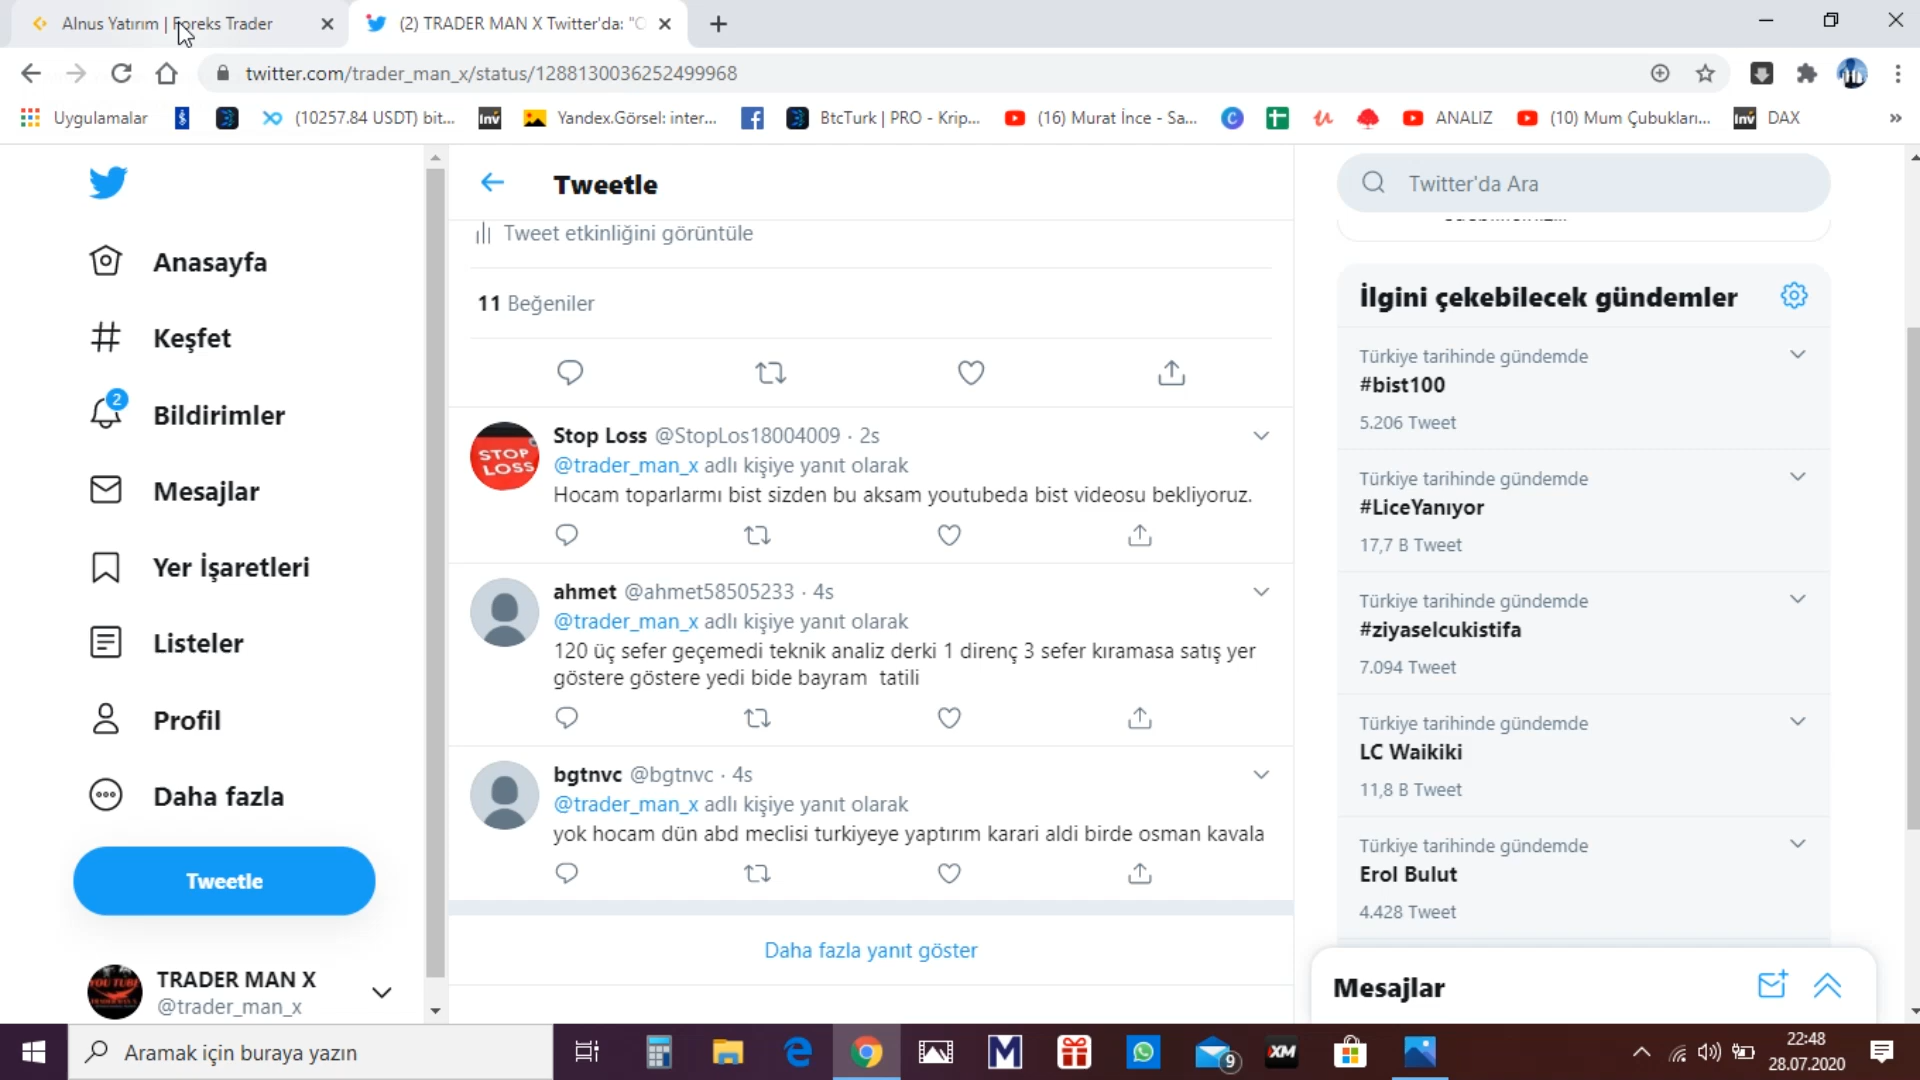 Alnus Yatırım | Foreks Trader
(2) TRADER MAN X Twitter'da: "O
twitter.com/trader_man_x/status/1288130036252499968
Uygulamalar
(10257.84 USDT) bit...
Yandex.Görsel: inter...
BtcTurk | PRO - Krip...
(16) Murat İnce - Sa...
ANALIZ
(10) Mum Çubukları...
DAX
Tweetle
Twitter'da Ara
Tweet etkinliğini görüntüle
Anasayfa
İlgini çekebilecek gündemler
11 Beğeniler
Keşfet
Türkiye tarihinde gündemde
#bist100
5.206 Tweet
2
Bildirimler
Stop Loss @StopLos18004009 · 2s
STOP LOSS
@trader_man_x adlı kişiye yanıt olarak
Hocam toparlarmı bist sizden bu aksam youtubeda bist videosu bekliyoruz.
Mesajlar
Türkiye tarihinde gündemde
#LiceYanıyor
17,7 B Tweet
Yer İşaretleri
ahmet @ahmet58505233 · 4s
@trader_man_x adlı kişiye yanıt olarak
120 üç sefer geçemedi teknik analiz derki 1 direnç 3 sefer kıramasa satış yer
göstere göstere yedi bide bayram  tatili
Türkiye tarihinde gündemde
#ziyaselcukistifa
7.094 Tweet
Listeler
Profil
Türkiye tarihinde gündemde
LC Waikiki
11,8 B Tweet
Daha fazla
bgtnvc @bgtnvc · 4s
@trader_man_x adlı kişiye yanıt olarak
yok hocam dün abd meclisi turkiyeye yaptırım karari aldi birde osman kavala
Türkiye tarihinde gündemde
Erol Bulut
4.428 Tweet
Tweetle
Daha fazla yanıt göster
TRADER MAN X
@trader_man_x
Mesajlar
Aramak için buraya yazın
9
XM
22:48
28.07.2020